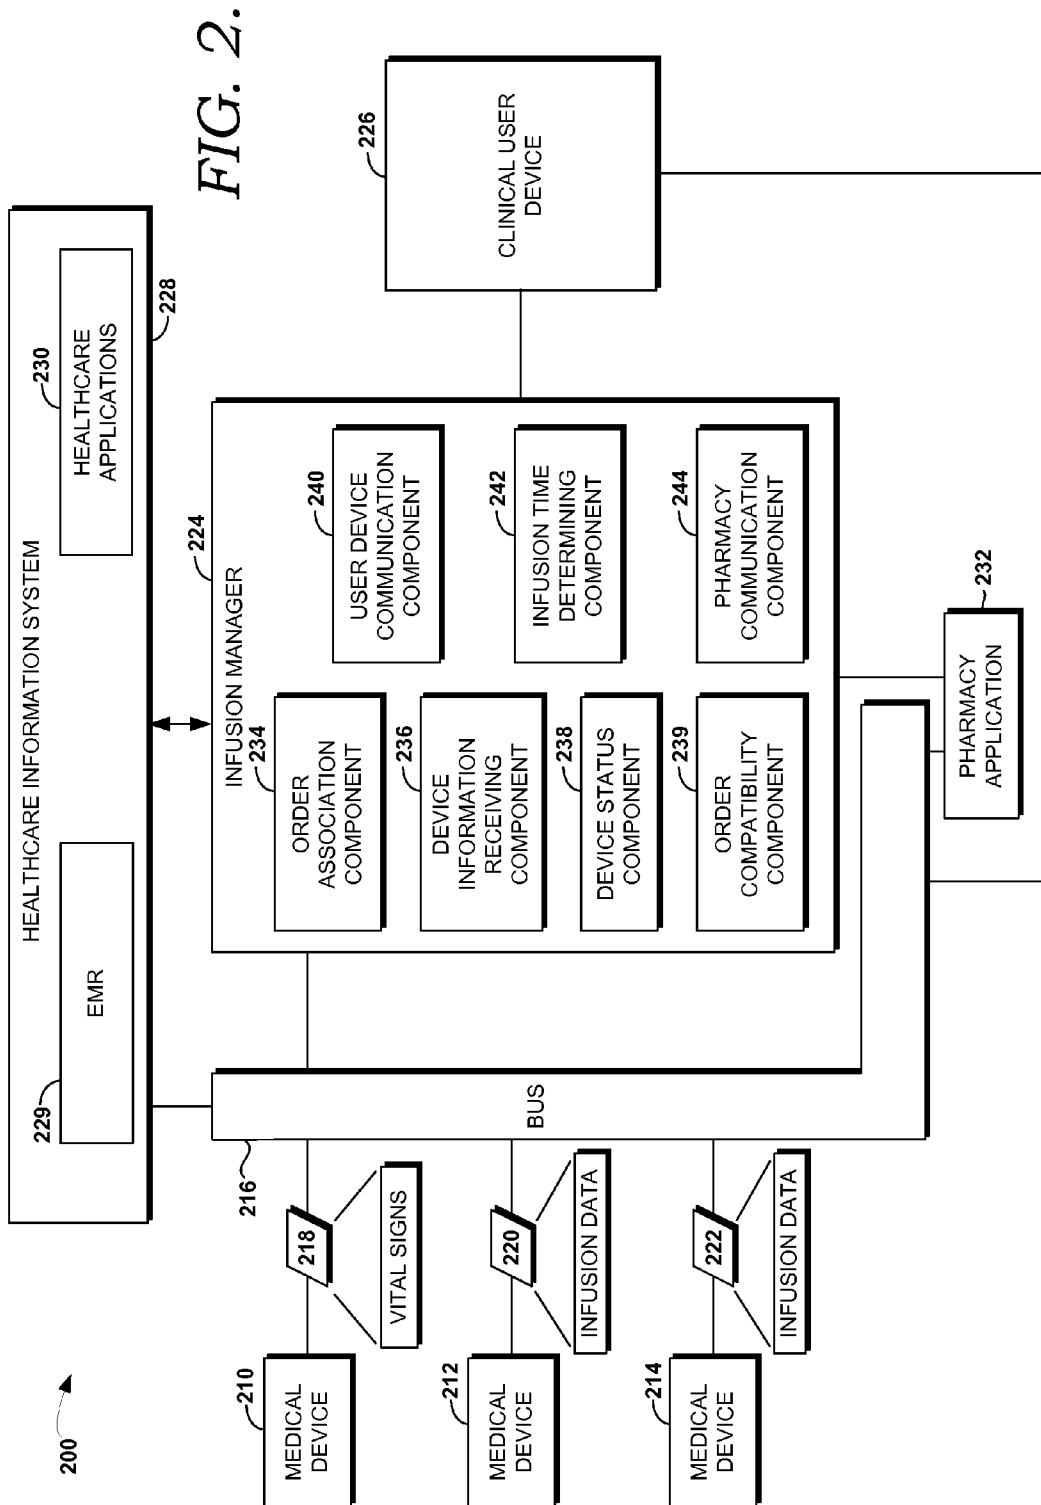 FIG. 2.
200
HEALTHCARE INFORMATION SYSTEM
228
229
EMR
230
HEALTHCARE
APPLICATIONS
210
MEDICAL
DEVICE
218
VITAL SIGNS
212
MEDICAL
DEVICE
220
INFUSION DATA
214
MEDICAL
DEVICE
222
INFUSION DATA
216
BUS
224
INFUSION MANAGER
234
ORDER
ASSOCIATION
COMPONENT
236
DEVICE
INFORMATION
RECEIVING
COMPONENT
238
DEVICE STATUS
COMPONENT
239
ORDER
COMPATIBILITY
COMPONENT
240
USER DEVICE
COMMUNICATION
COMPONENT
242
INFUSION TIME
DETERMINING
COMPONENT
244
PHARMACY
COMMUNICATION
COMPONENT
226
CLINICAL USER
DEVICE
232
PHARMACY
APPLICATION